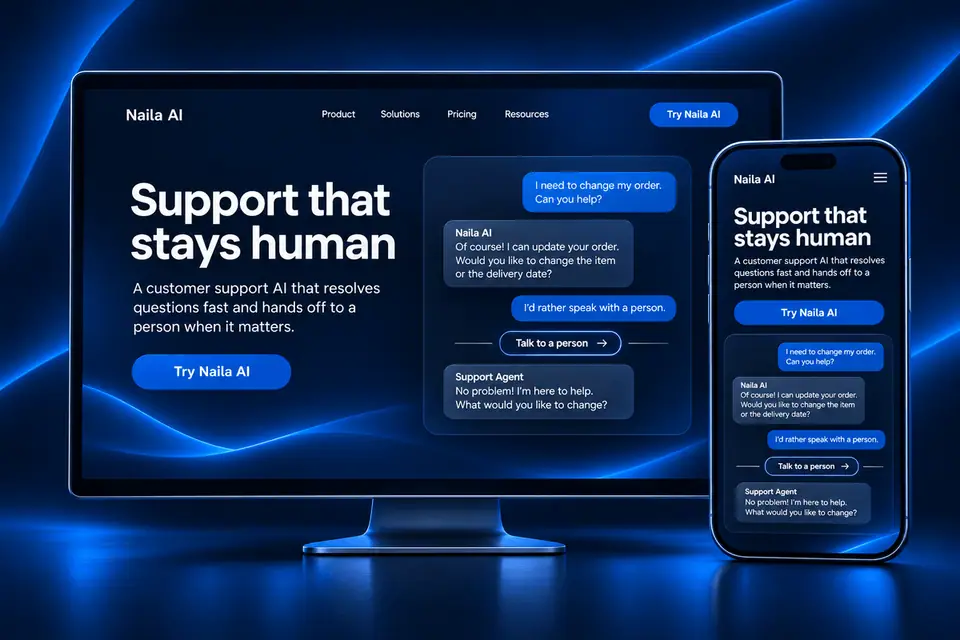 Naila AI
Product
Solutions
Pricing
Resources
Try Naila AI
Support that
stays human
A customer support AI that resolves
questions fast and hands off to a
person when it matters.
Try Naila AI
I need to change my order.
Can you help?
Naila AI
Of course! I can update your order.
Would you like to change the item
or the delivery date?
I'd rather speak with a person.
Talk to a person →
Support Agent
No problem! I'm here to help.
What would you like to change?
Naila AI
Support that
stays human
A customer support AI that resolves
questions fast and hands off to a
person when it matters.
Try Naila AI
I need to change my order.
Can you help?
Naila AI
Of course! I can update your order.
Would you like to change the item
or the delivery date?
I'd rather speak with a person.
Talk to a person →
Support Agent
No problem! I'm here to help.
What would you like to change?